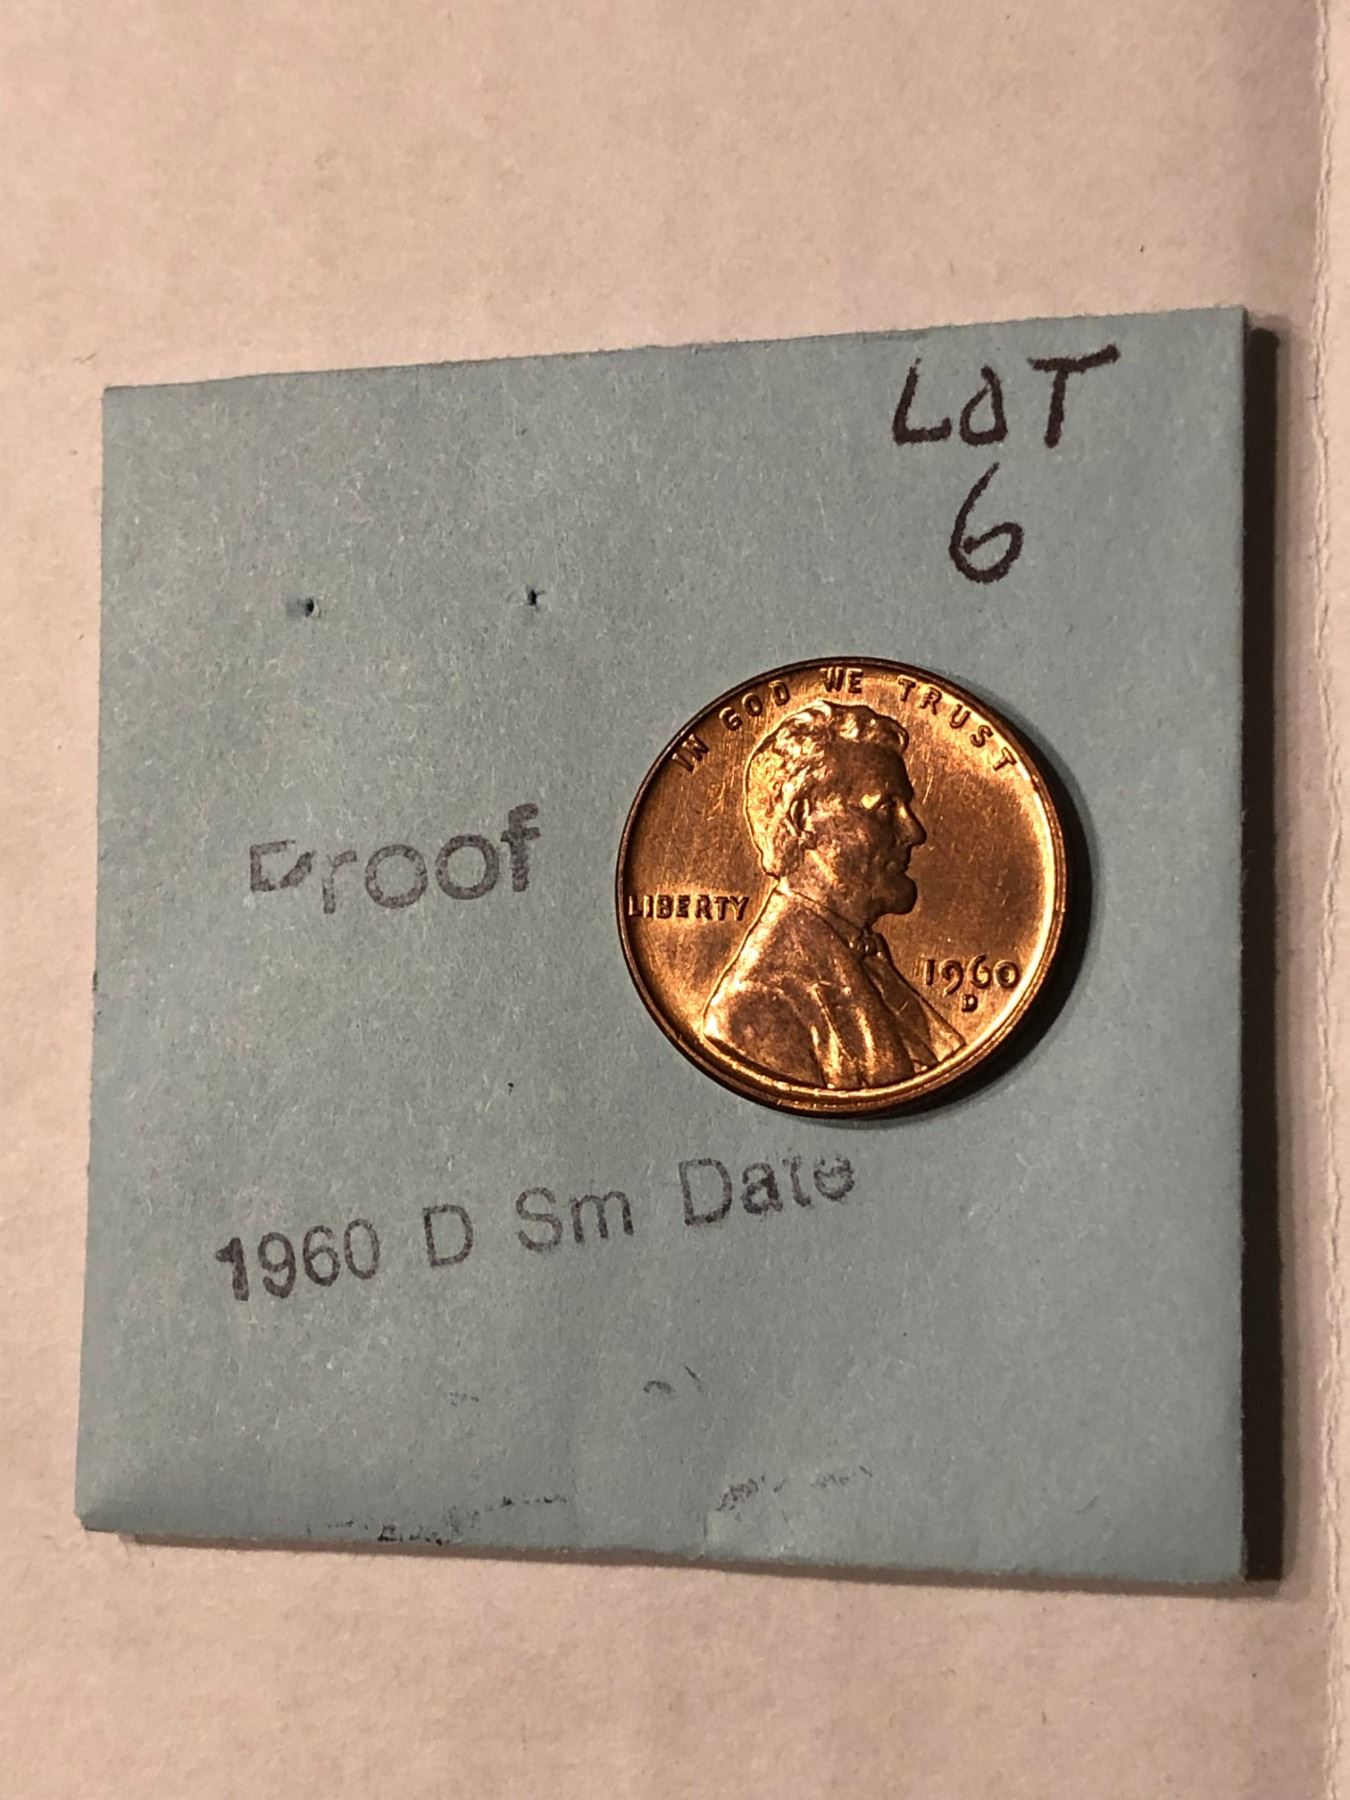 LOT
6
IN GOD WE TRUST
Proof
LIBERTY
1960
D
1960 D Sm Date